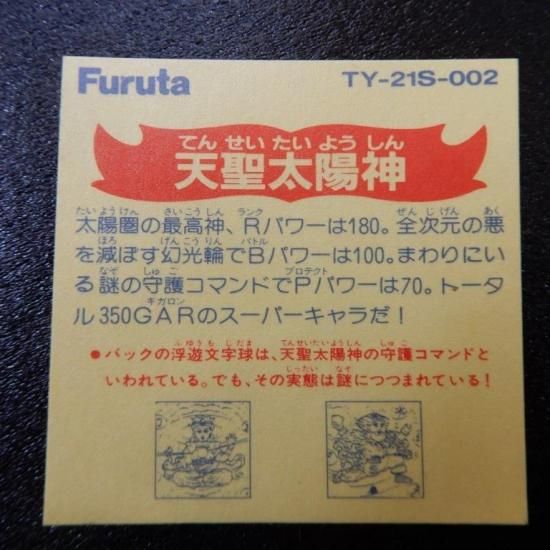 Furuta
TY-21S-002
てんせいたいようしん
天聖太陽神
たいようけん さいこうしん ランク ぜんじげん あく
太陽圏の最高神、Rパワーは180。全次元の悪
ほろ げんこうりん バトル
を滅ぼす幻光輪でBパワーは100。まわりにい
なぞ しゅご プロテクト
る謎の守護コマンドでPパワーは70。トータ
ギガロン
ル350GARのスーパーキャラだ！
ふゆうもじだま てんせいたいようしん しゅご
●バックの浮遊文字球は、天聖太陽神の守護コマンドと
じったい なぞ
いわれている。でも、その実態は謎につつまれている！